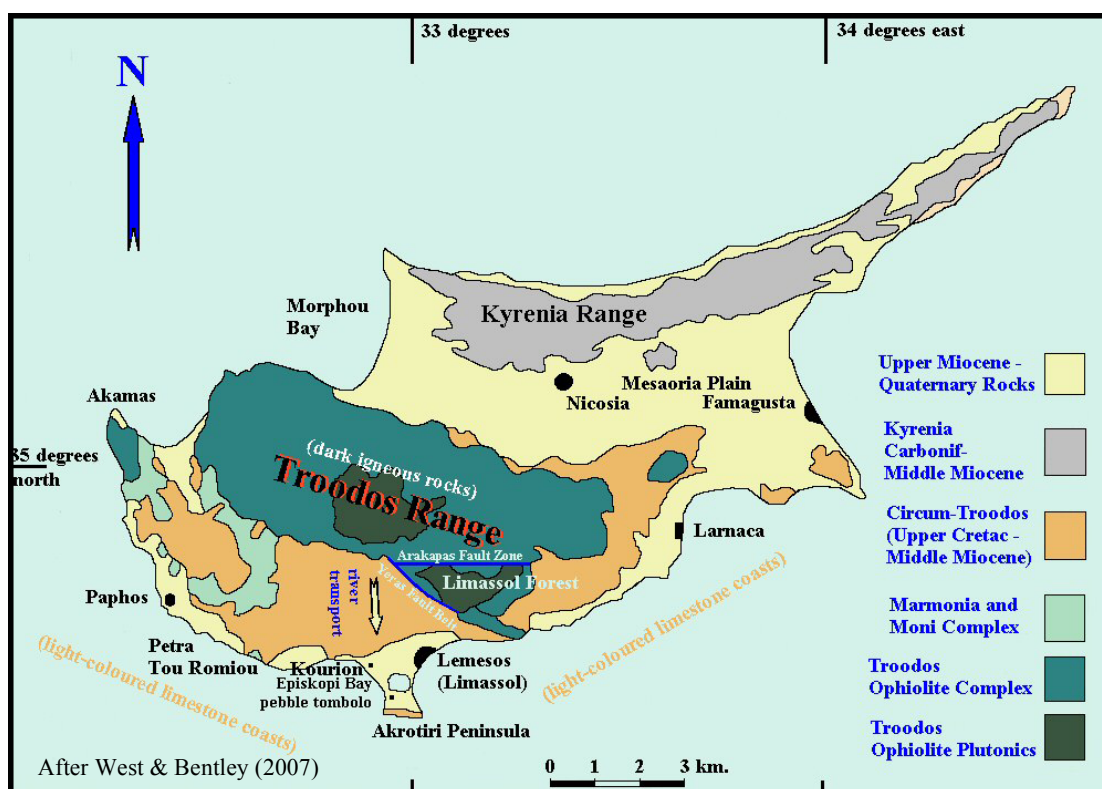 33 degrees
34 degrees east
N
Morphou
Bay
Kyrenia Range
Mesaoria Plain
Nicosia
Famagusta
Akamas
35 degrees
north
(dark igneous rocks)
Troodos Range
Larnaca
Arakapas Fault Zone
Limassol Forest
Yeras Fault Bolt
river
transport
Paphos
Petra
Tou Romiou
Kourion
Episkopi Bay
pebble tombolo
Lemesos
(Limassol)
Akrotiri Peninsula
(light-coloured limestone coasts)
(light-coloured limestone coasts)
Upper Miocene -
Quaternary Rocks
Kyrenia
Carbonif-
Middle Miocene
Circum-Troodos
(Upper Cretac -
Middle Miocene)
Marmonia and
Moni Complex
Troodos
Ophiolite Complex
Troodos
Ophiolite Plutonics
After West & Bentley (2007)
0 1 2 3 km.